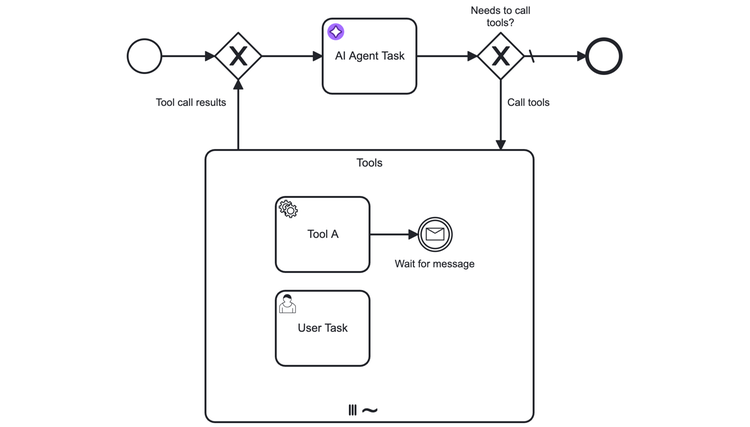 Needs to call
tools?
AI Agent Task
Tool call results
Call tools
Tools
Tool A
Wait for message
User Task